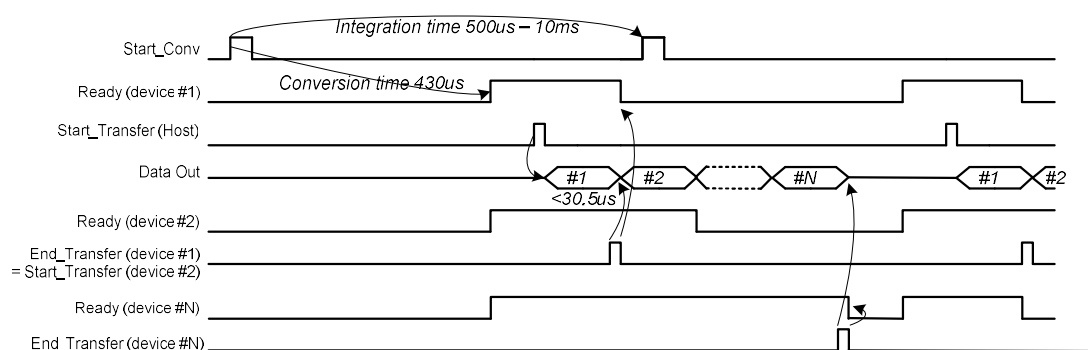 Integration time 500us – 10ms
Start_Conv
Conversion time 430us
Ready (device #1)
Start_Transfer (Host)
Data Out
#1
#2
#N
#1
#2
<30.5us
Ready (device #2)
End_Transfer (device #1)
= Start_Transfer (device #2)
Ready (device #N)
End_Transfer (device #N)